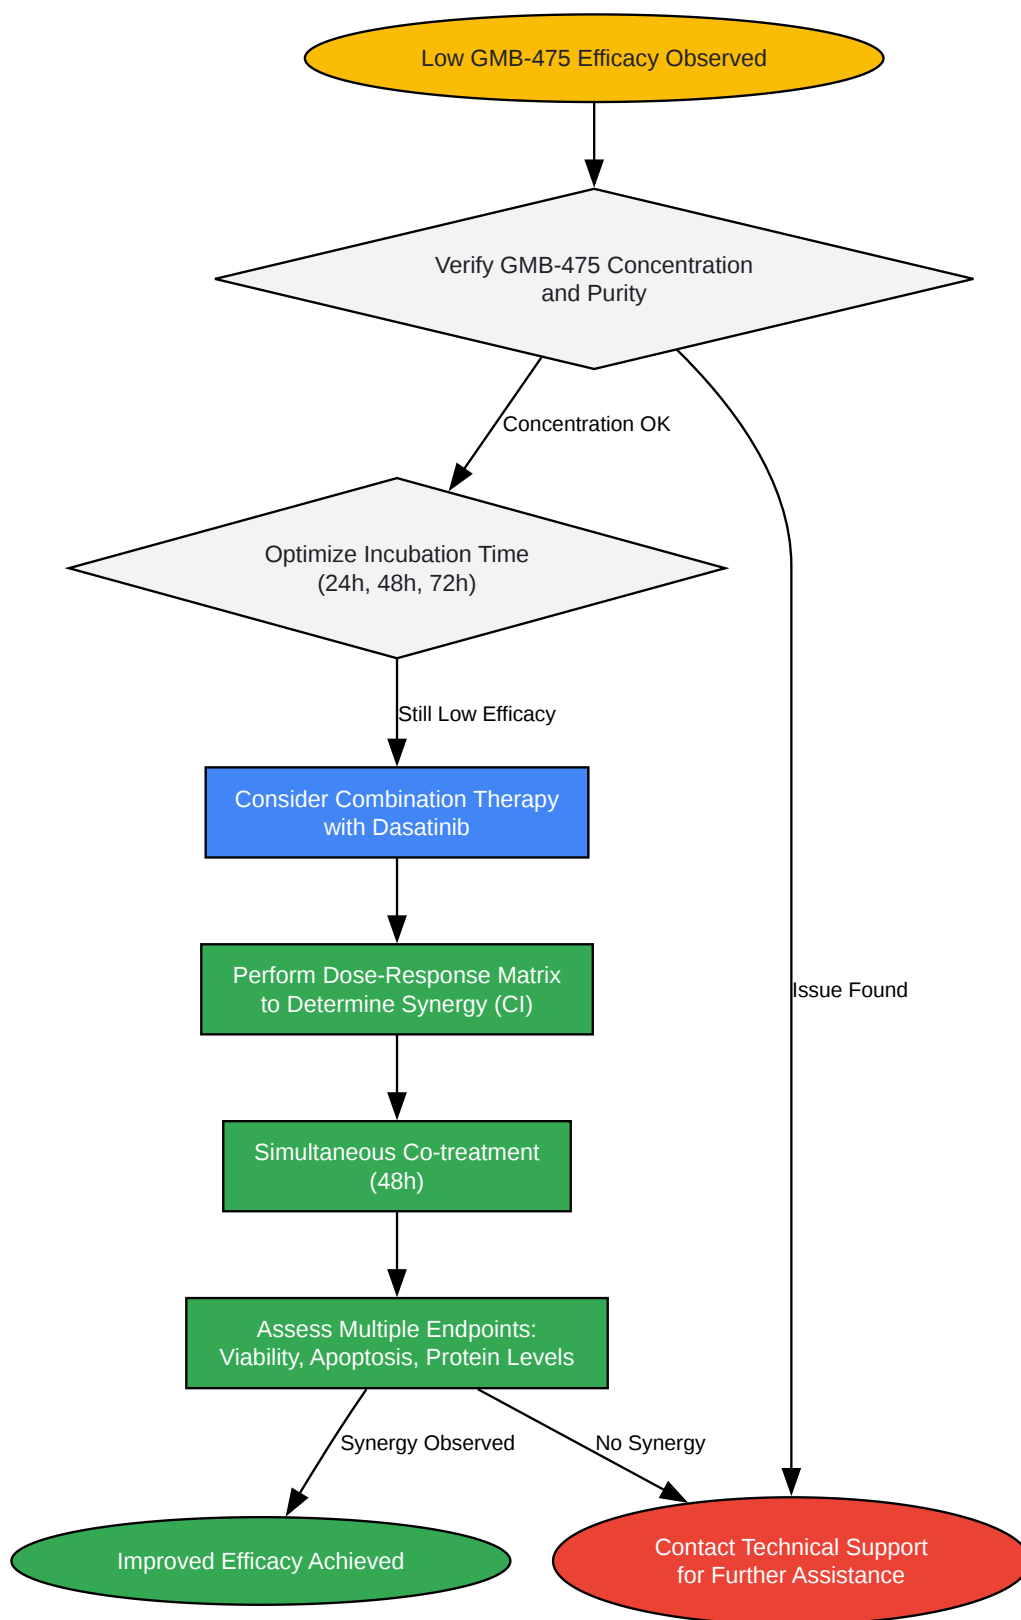 Low GMB-475 Efficacy Observed
Verify GMB-475 Concentration
and Purity
Concentration OK
Optimize Incubation Time
(24h, 48h, 72h)
Still Low Efficacy
Consider Combination Therapy
with Dasatinib
Perform Dose-Response Matrix
to Determine Synergy (CI)
Issue Found
Simultaneous Co-treatment
(48h)
Assess Multiple Endpoints:
Viability, Apoptosis, Protein Levels
Synergy Observed
No Synergy
Improved Efficacy Achieved
Contact Technical Support
for Further Assistance